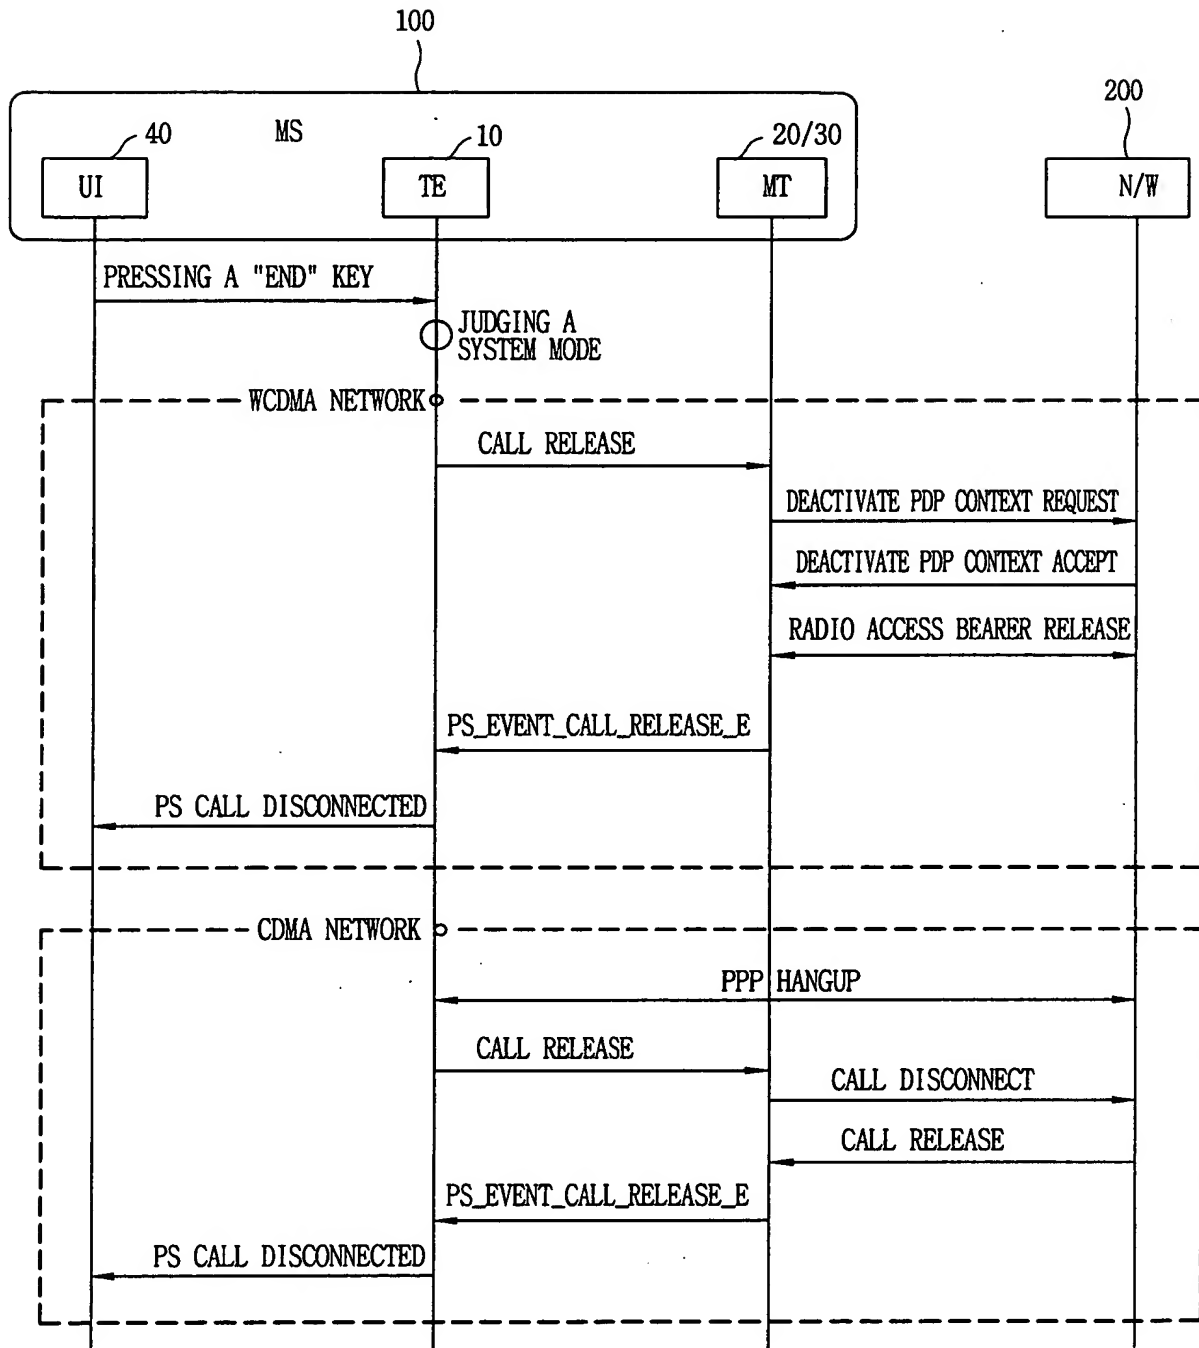 100
200
40
MS
10
20/30
UI
TE
MT
N/W
PRESSING A "END" KEY
JUDGING A
SYSTEM MODE
WCDMA NETWORK
CALL RELEASE
DEACTIVATE PDP CONTEXT REQUEST
DEACTIVATE PDP CONTEXT ACCEPT
RADIO ACCESS BEARER RELEASE
PS_EVENT_CALL_RELEASE_E
PS CALL DISCONNECTED
CDMA NETWORK
PPP HANGUP
CALL RELEASE
CALL DISCONNECT
CALL RELEASE
PS_EVENT_CALL_RELEASE_E
PS CALL DISCONNECTED